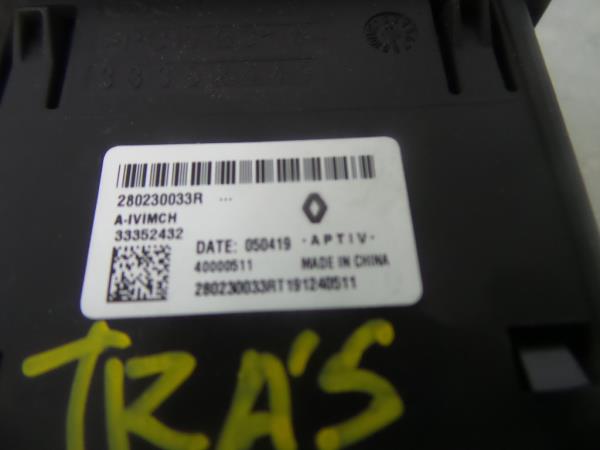 280230033R ...
A-IVIMCH
33352432
DATE: 050419 · APTIV ·
40000511 MADE IN CHINA
280230033RT191240511
TRA'S